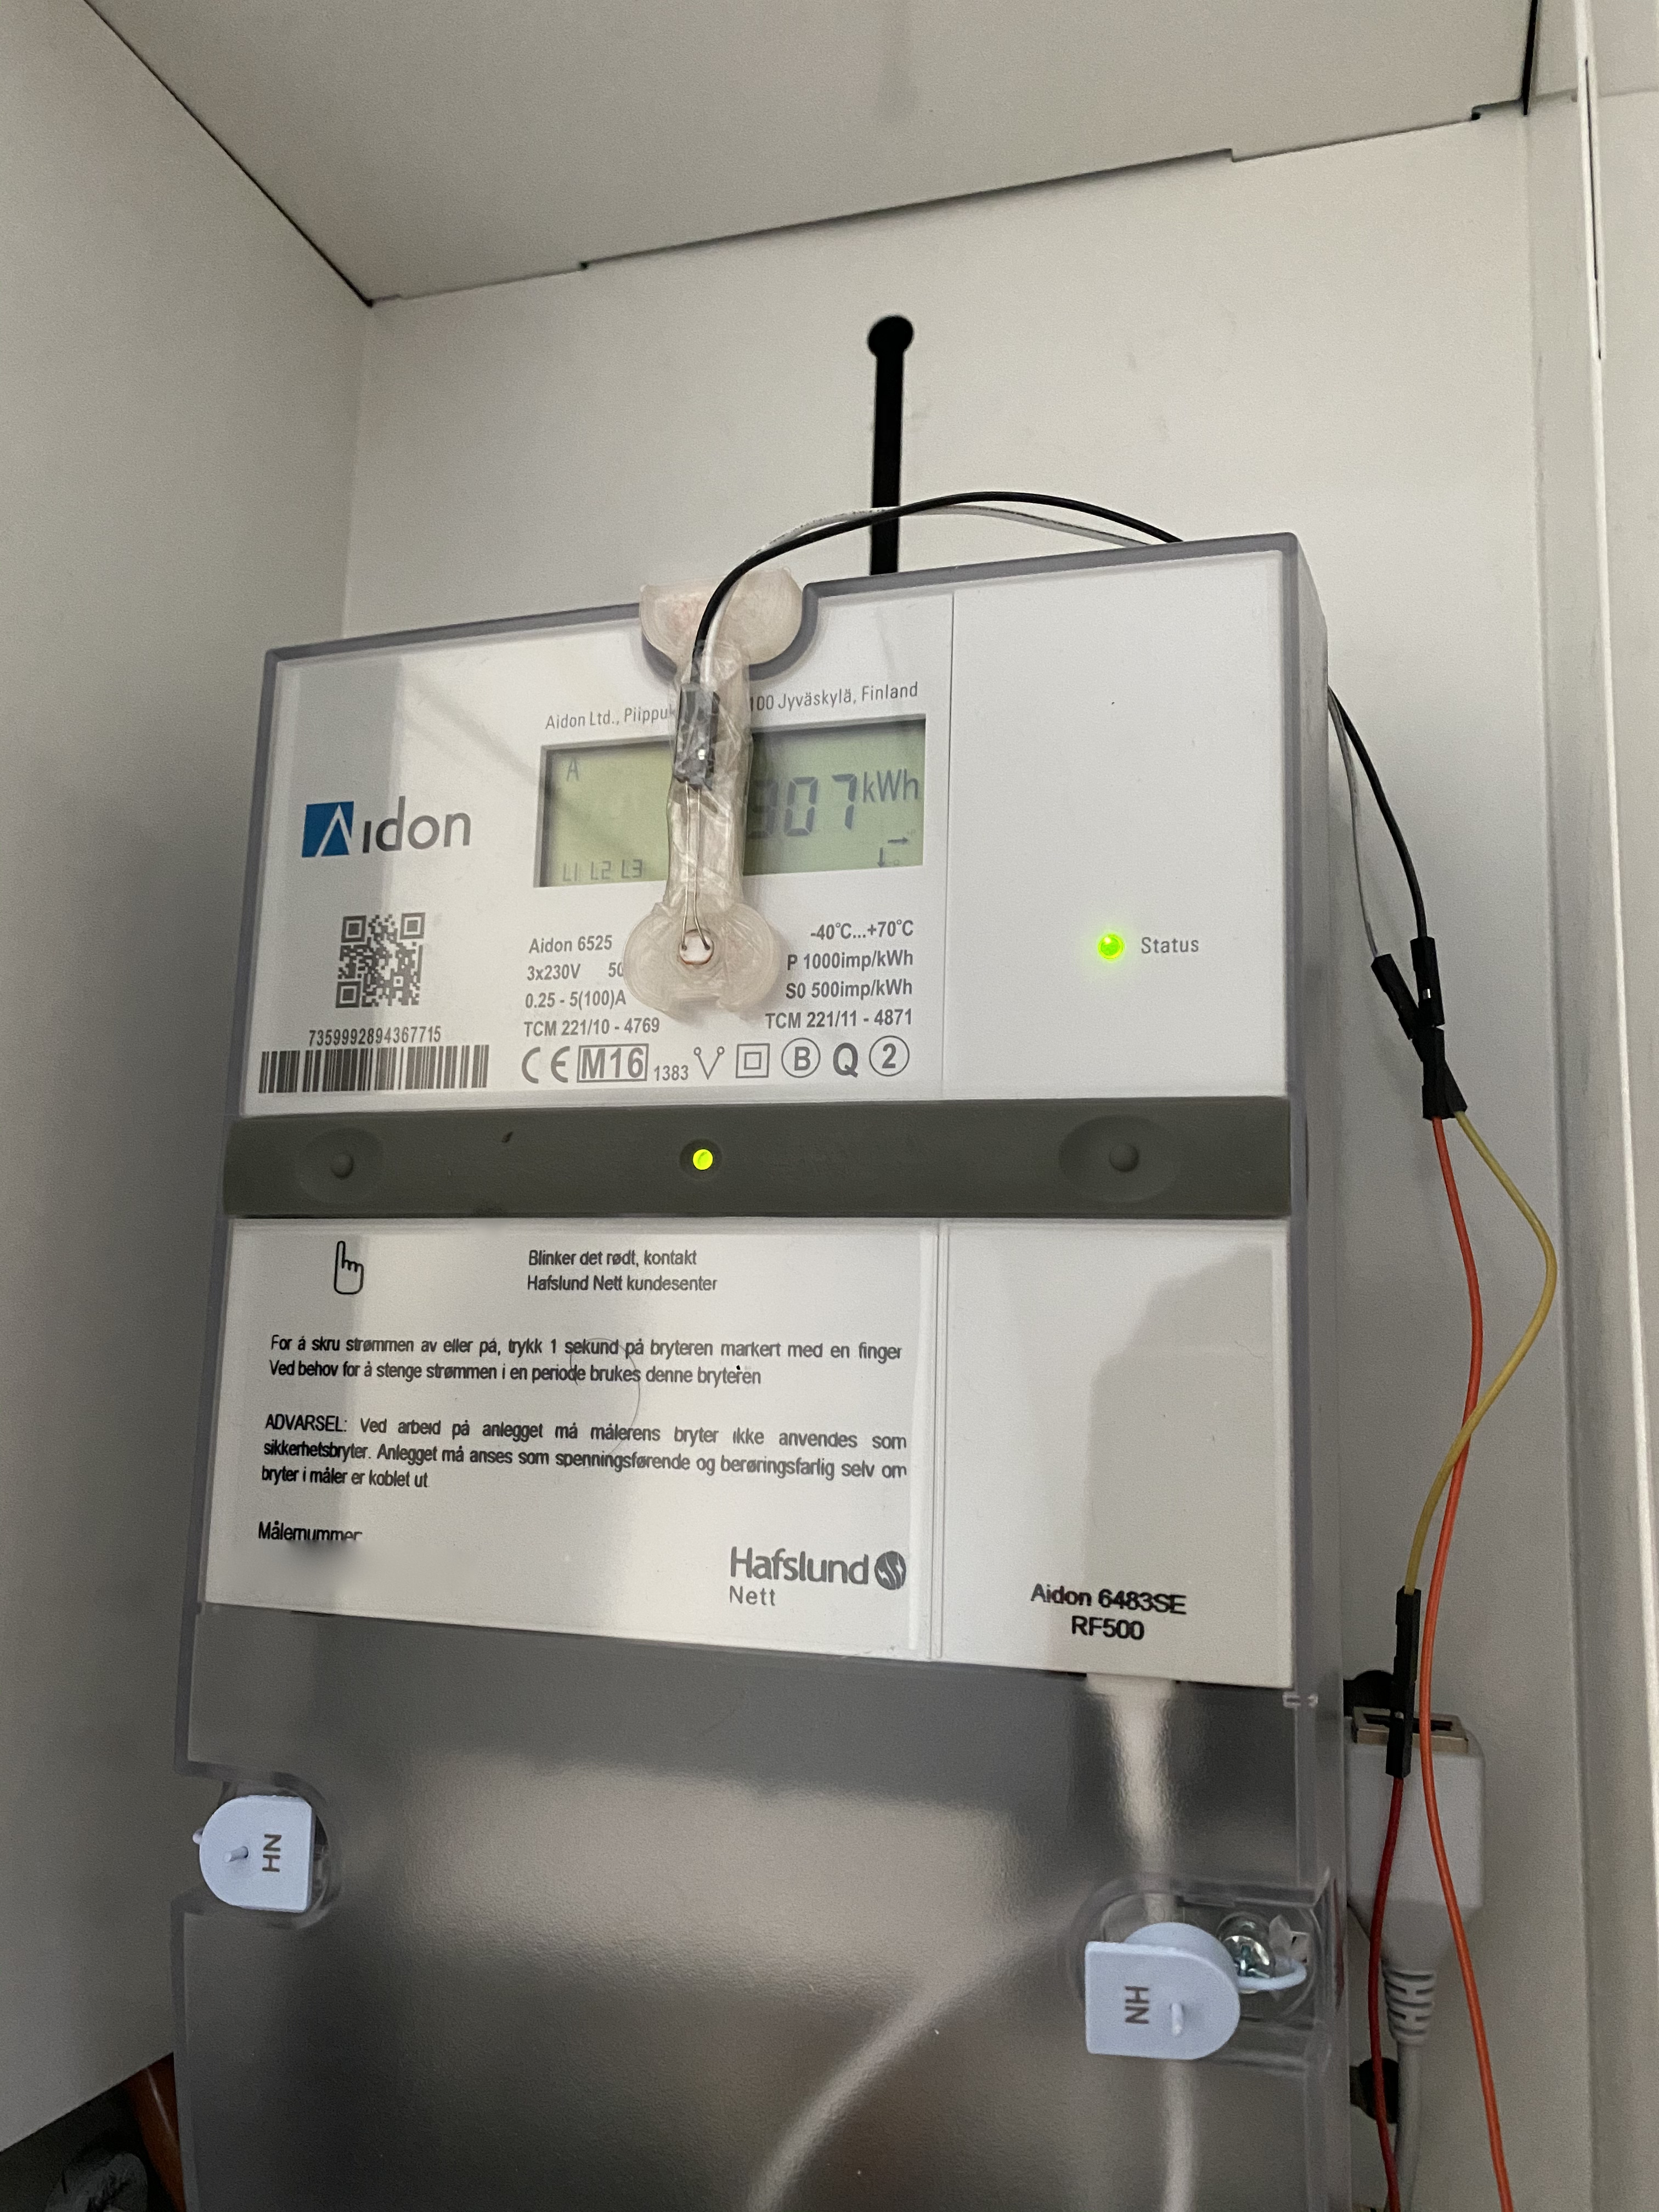 Aidon Ltd., Piippu
100 Jyväskylä, Finland
A
307 kWh
L1 L2 L3
Aidon
Aidon 6525
3x230V 50
0.25 - 5(100)A
TCM 221/10 - 4769
-40°C...+70°C
P 1000imp/kWh
S0 500imp/kWh
TCM 221/11 - 4871
Status
7359992894367715
CE M16 1383 B Q 2
Blinker det rødt, kontakt
Hafslund Nett kundesenter
For å skru strømmen av eller på, trykk 1 sekund på bryteren markert med en finger
Ved behov for å stenge strømmen i en periode brukes denne bryteren
ADVARSEL: Ved arbeid på anlegget må målerens bryter ikke anvendes som
sikkerhetsbryter. Anlegget må anses som spenningsførende og berøringsfarlig selv om
bryter i måler er koblet ut
Målernummer
Hafslund
Nett
Aidon 6483SE
RF500
HN
HN